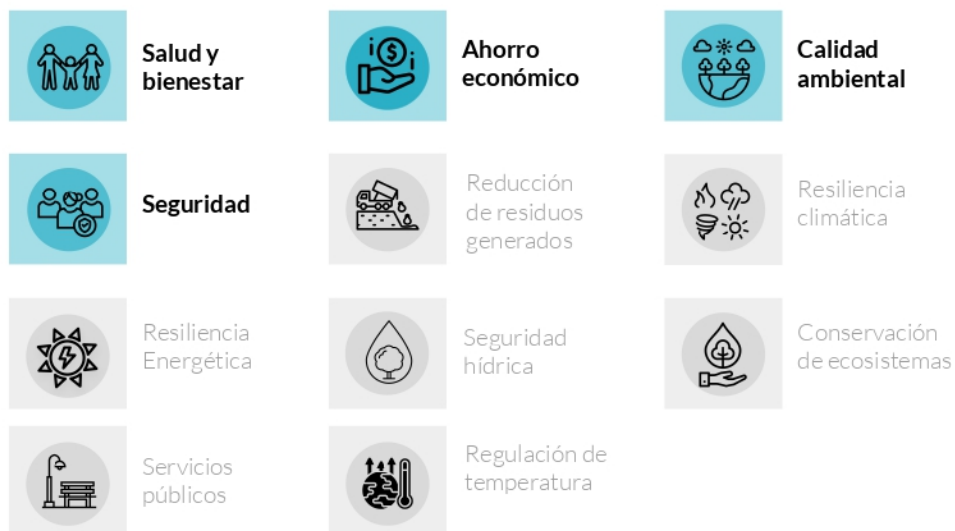 Salud y
bienestar
Ahorro
económico
Calidad
ambiental
Seguridad
Reducción
de residuos
generados
Resiliencia
climática
Resiliencia
Energética
Seguridad
hídrica
Conservación
de ecosistemas
Servicios
públicos
Regulación de
temperatura